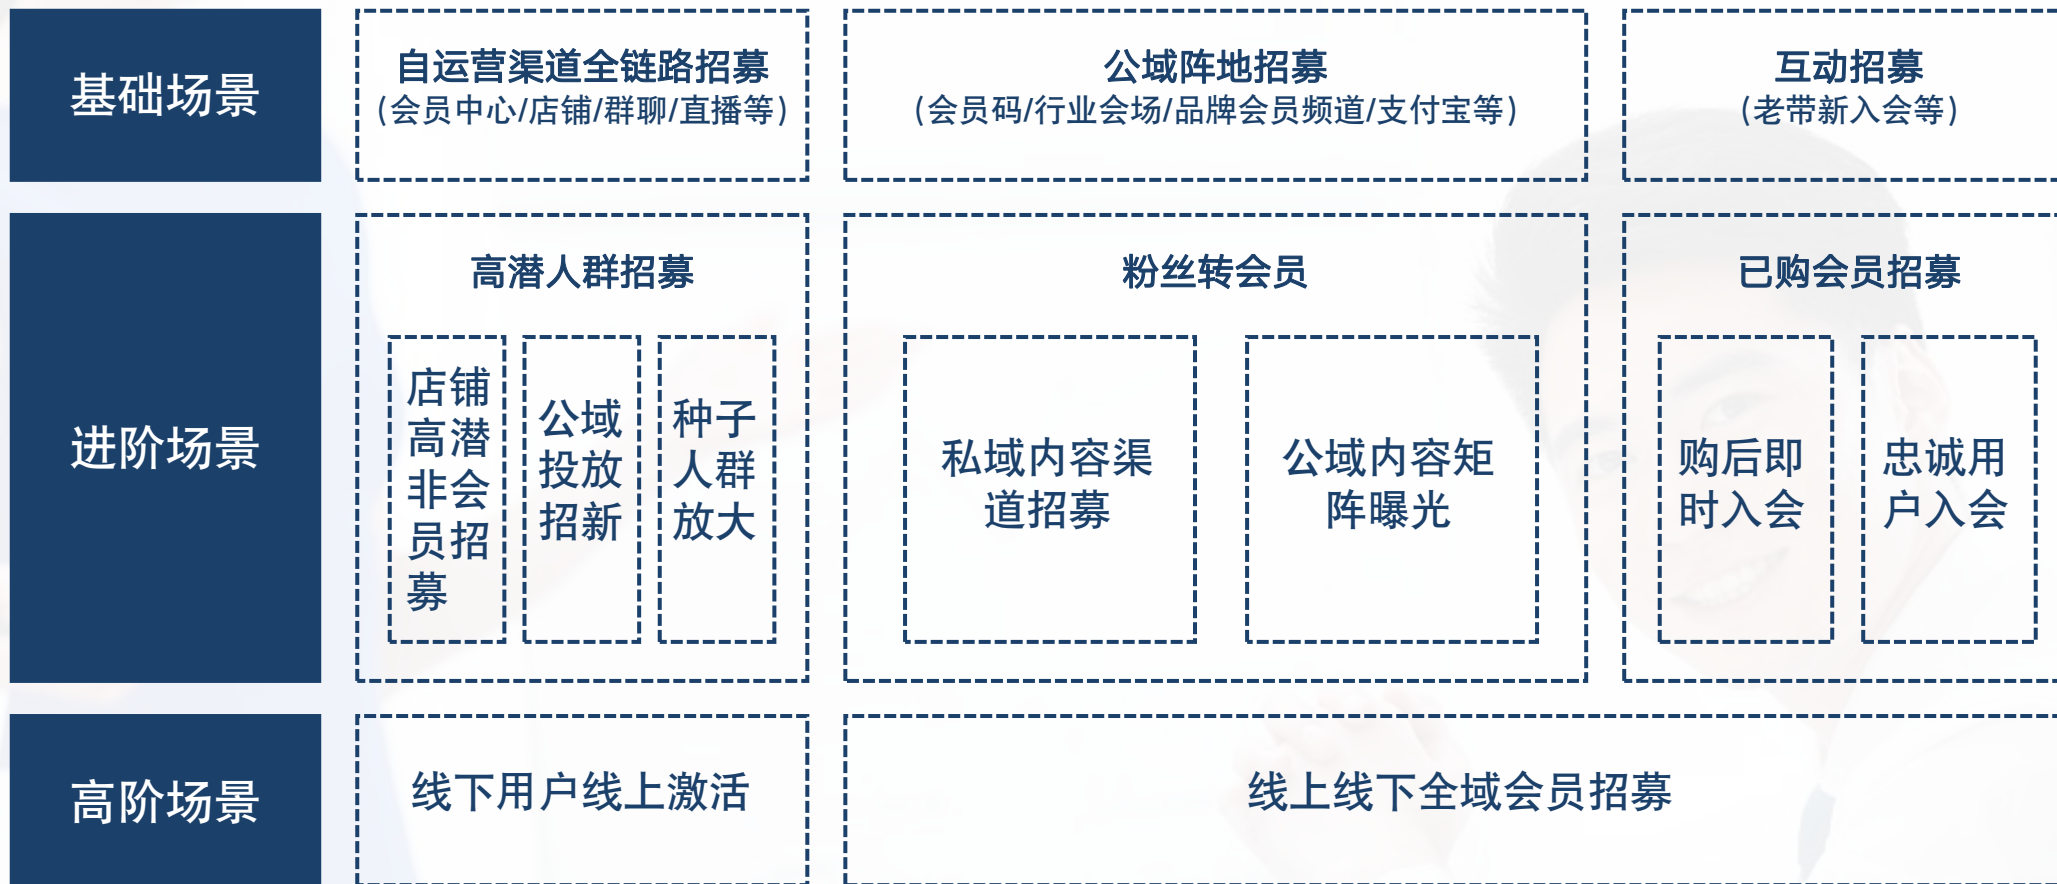 基础场景
自运营渠道全链路招募
(会员中心/店铺/群聊/直播等)
公域阵地招募
(会员码/行业会场/品牌会员频道/支付宝等)
互动招募
(老带新入会等)
进阶场景
高潜人群招募
店铺
高潜
非会
员招
募
公域
投放
招新
种子
人群
放大
粉丝转会员
私域内容渠
道招募
公域内容矩
阵曝光
已购会员招募
购后即
时入会
忠诚用
户入会
高阶场景
线下用户线上激活
线上线下全域会员招募